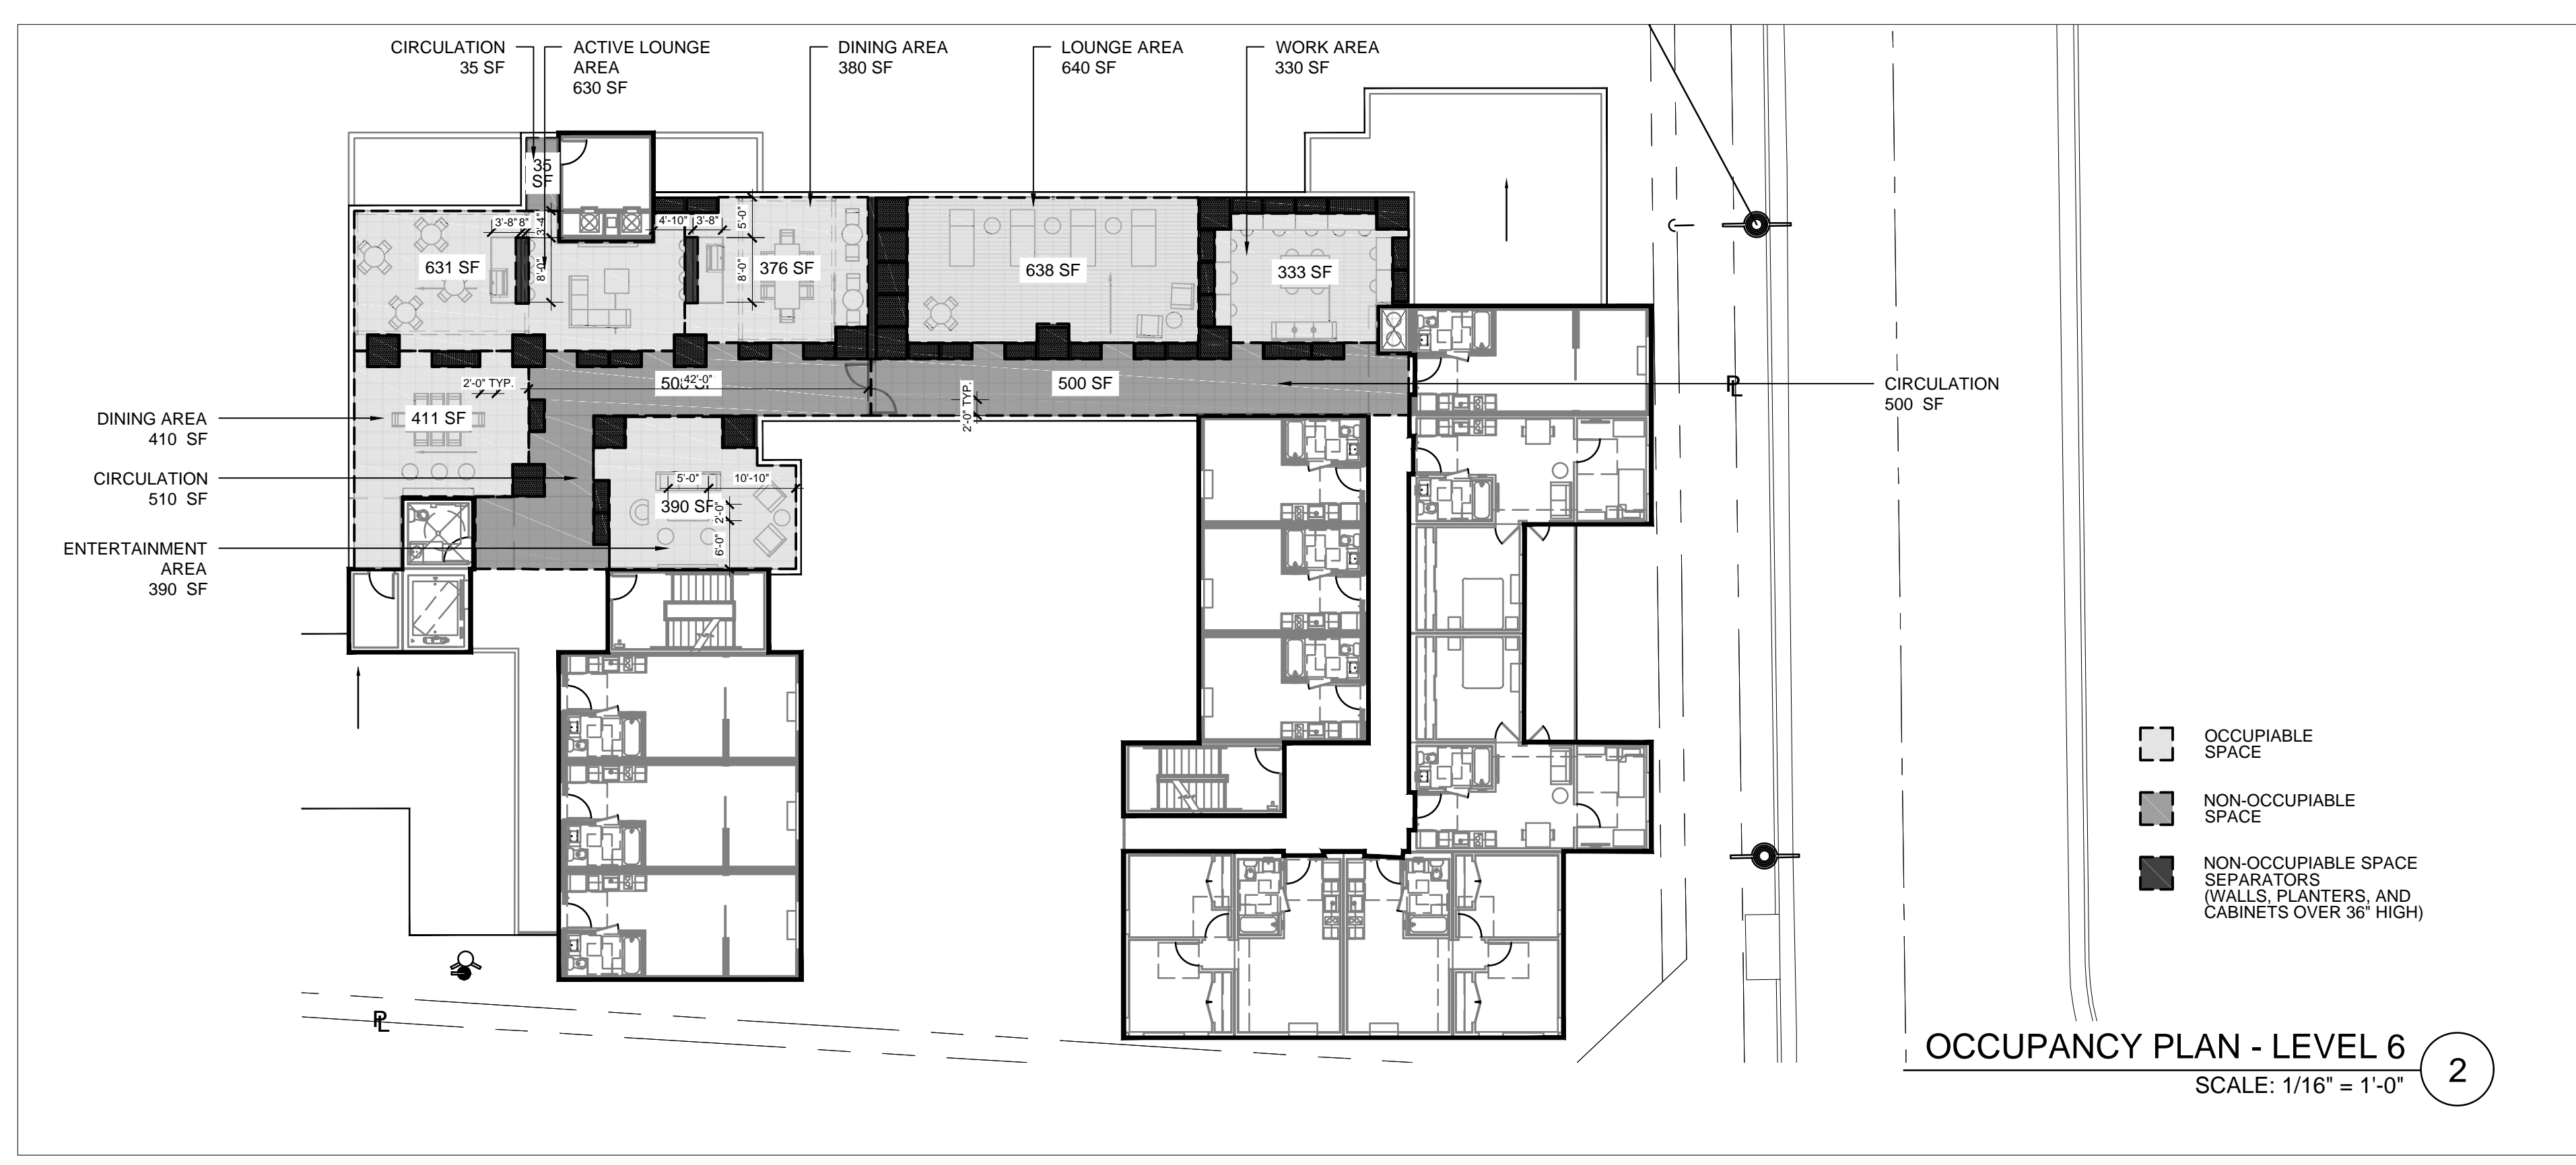 CIRCULATION
35 SF
ACTIVE LOUNGE
AREA
630 SF
DINING AREA
380 SF
LOUNGE AREA
640 SF
WORK AREA
330 SF
35
SF
3'-8"
8"
3'-4"
8'-0"
4'-10"
3'-8"
5'-0"
8'-0"
631 SF
376 SF
638 SF
333 SF
2'-0" TYP.
42'-0"
500 SF
2'-0" TYP.
CIRCULATION
500 SF
DINING AREA
410 SF
411 SF
CIRCULATION
510 SF
5'-0"
10'-10"
390 SF
2'-0"
6'-0"
ENTERTAINMENT
AREA
390 SF
PL
PL
OCCUPIABLE
SPACE
NON-OCCUPIABLE
SPACE
NON-OCCUPIABLE SPACE
SEPARATORS
(WALLS, PLANTERS, AND
CABINETS OVER 36" HIGH)
OCCUPANCY PLAN - LEVEL 6
2
SCALE: 1/16" = 1'-0"